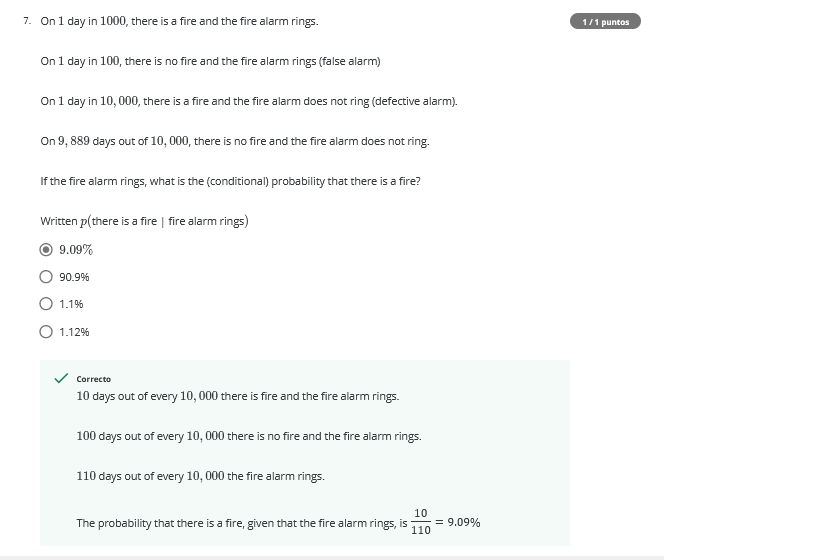 7. On 1 day in 1000, there is a fire and the fire alarm rings.
1 / 1 puntos
On 1 day in 100, there is no fire and the fire alarm rings (false alarm)
On 1 day in 10, 000, there is a fire and the fire alarm does not ring (defective alarm).
On 9, 889 days out of 10, 000, there is no fire and the fire alarm does not ring.
If the fire alarm rings, what is the (conditional) probability that there is a fire?
Written p(there is a fire | fire alarm rings)
9.09%
90.9%
1.1%
1.12%
Correcto
10 days out of every 10, 000 there is fire and the fire alarm rings.
100 days out of every 10, 000 there is no fire and the fire alarm rings.
110 days out of every 10, 000 the fire alarm rings.
The probability that there is a fire, given that the fire alarm rings, is 10/110 = 9.09%